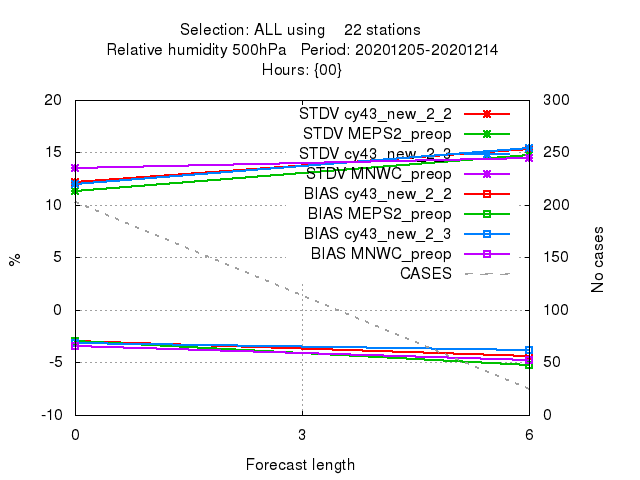 Selection: ALL using 22 stations
Relative humidity 500hPa Period: 20201205-20201214
Hours: {00}
20 300
STDV cy43_new_2_2
STDV MEPS2_preop
15 STDV cy43_new_2_3 250
STDV MNWC_preop
BIAS cy43_new_2_2
10 BIAS MEPS2_preop 200
BIAS cy43_new_2_3
BIAS MNWC_preop
5 150
CASES
% No cases
0 100
-5 50
-10 0
0 3 6
Forecast length